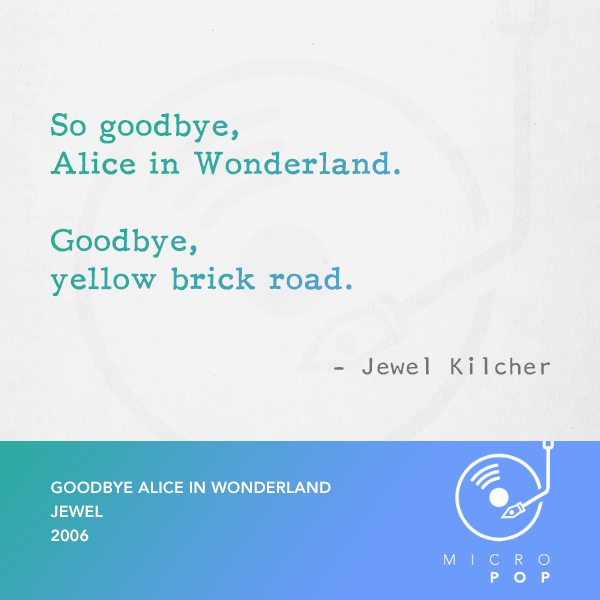 So goodbye,
Alice in Wonderland.
Goodbye,
yellow brick road.
– Jewel Kilcher
GOODBYE ALICE IN WONDERLAND
JEWEL
2006
MICRO
POP